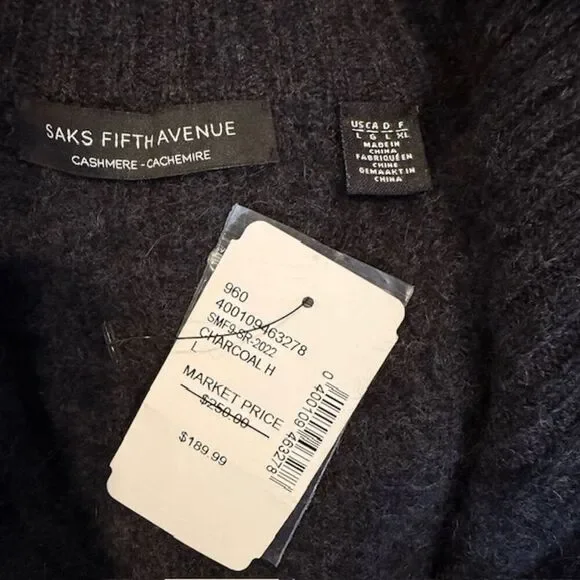 SAKS FIFTH AVENUE
CASHMERE - CACHEMIRE
US CA D F
L G L XL
MADE IN
CHINA
FABRIQUÉ EN
CHINE
GEMAAKT IN
CHINA
960
400109463278
SMF9-SR-2022
CHARCOAL H
L
MARKET PRICE
$250.00
$189.99
0 400109 463278